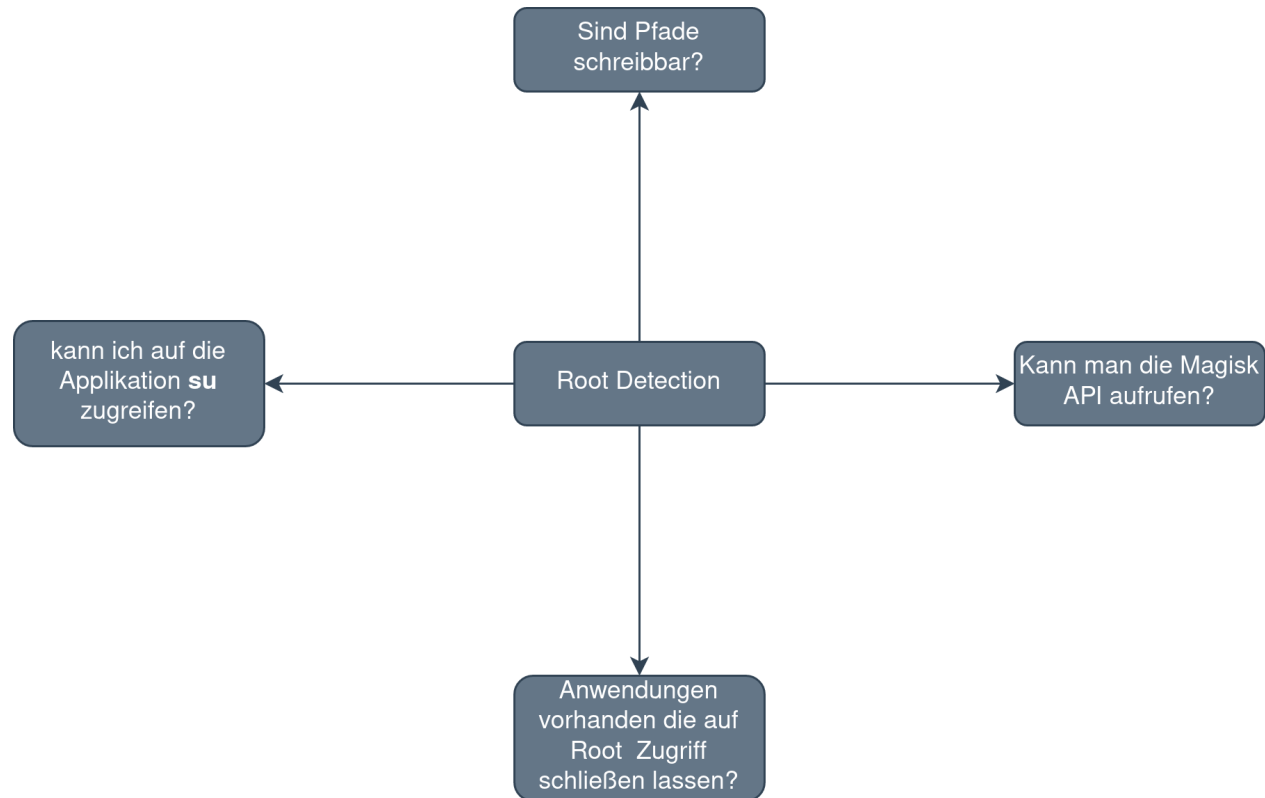 Sind Pfade
schreibbar?
kann ich auf die
Applikation su
zugreifen?
Root Detection
Kann man die Magisk
API aufrufen?
Anwendungen
vorhanden die auf
Root  Zugriff
schließen lassen?